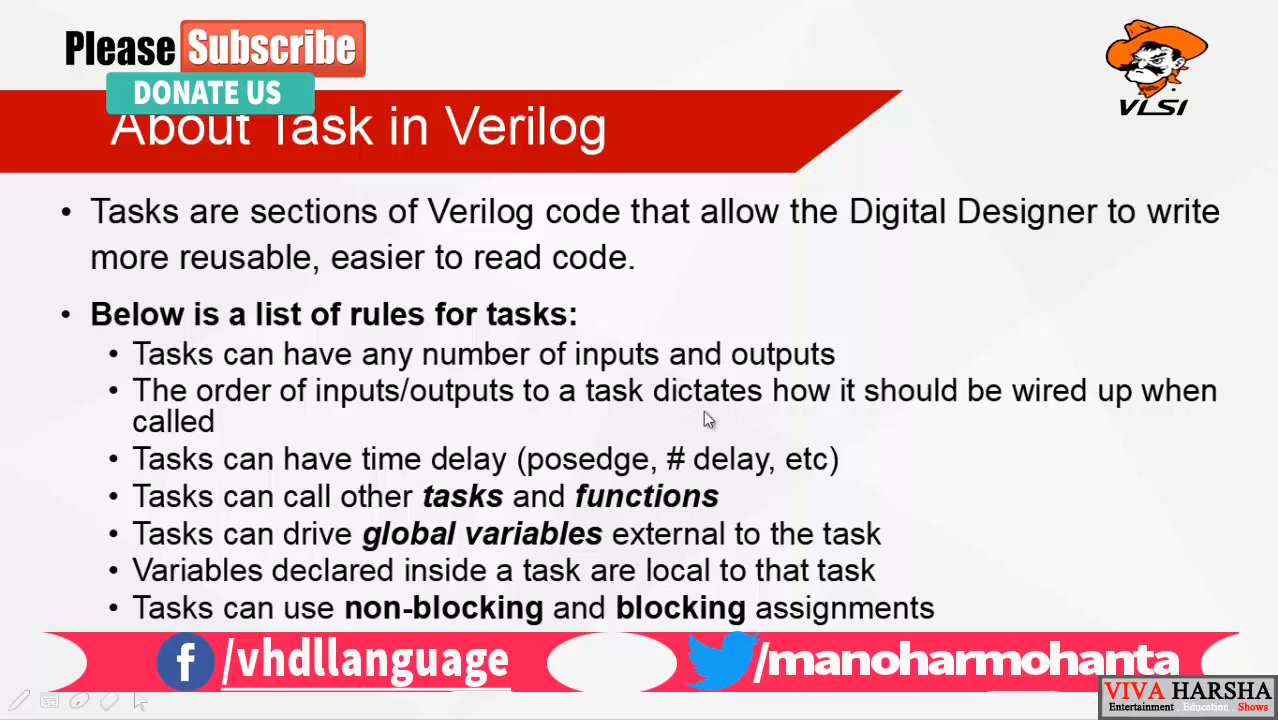 Please Subscribe
DONATE US
VLSI
About Task in Verilog
• Tasks are sections of Verilog code that allow the Digital Designer to write
more reusable, easier to read code.
• Below is a list of rules for tasks:
• Tasks can have any number of inputs and outputs
• The order of inputs/outputs to a task dictates how it should be wired up when
called
• Tasks can have time delay (posedge, # delay, etc)
• Tasks can call other tasks and functions
• Tasks can drive global variables external to the task
• Variables declared inside a task are local to that task
• Tasks can use non-blocking and blocking assignments
f /vhdllanguage
/manoharmohanta
VIVA HARSHA
Entertainment . Education . Shows